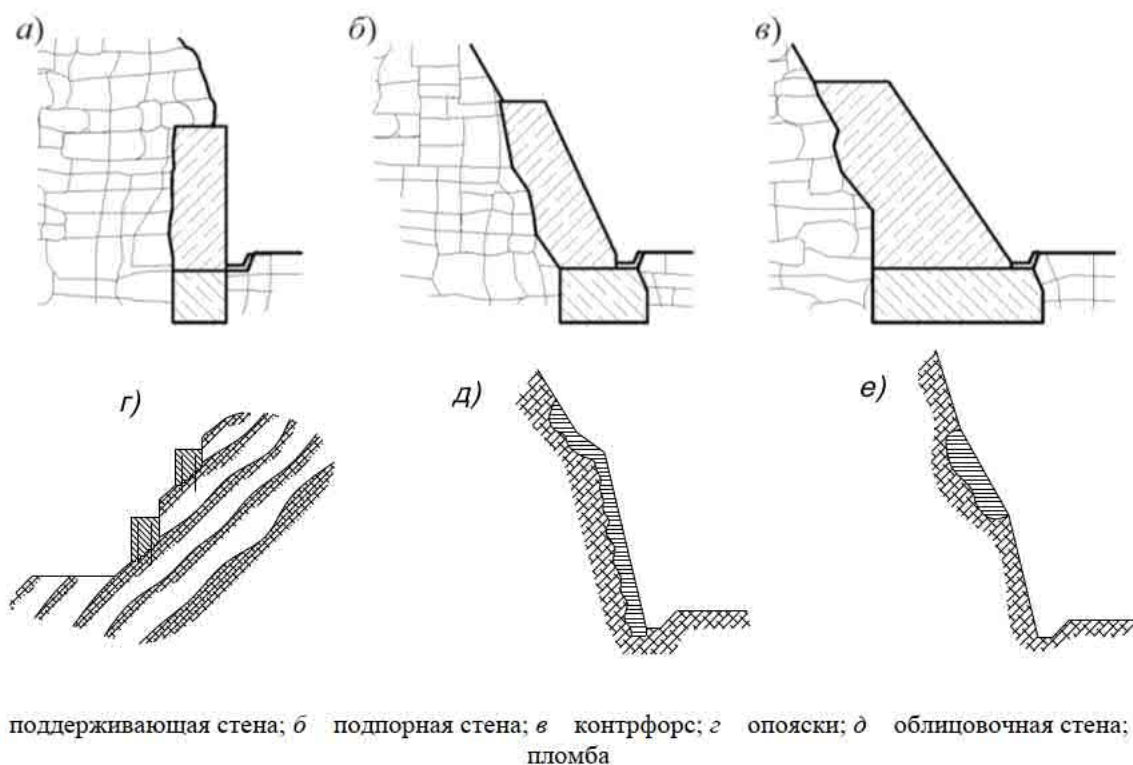 а) б) в)
г) д) е)
поддерживающая стена; б подпорная стена; в контрфорс; г опояски; д облицовочная стена;
пломба